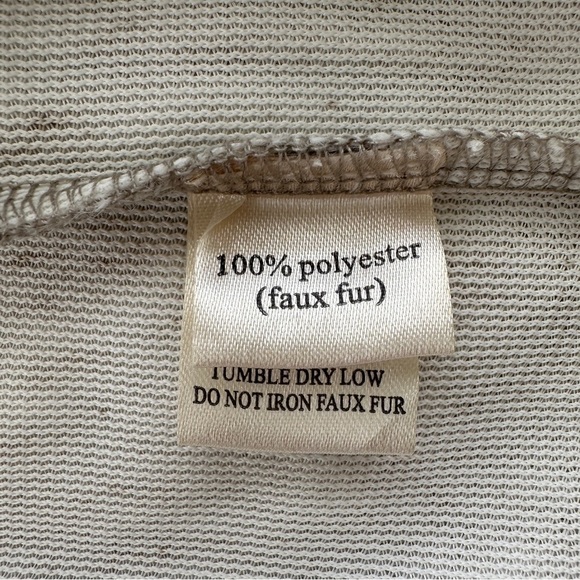 100% polyester
(faux fur)
TUMBLE DRY LOW
DO NOT IRON FAUX FUR